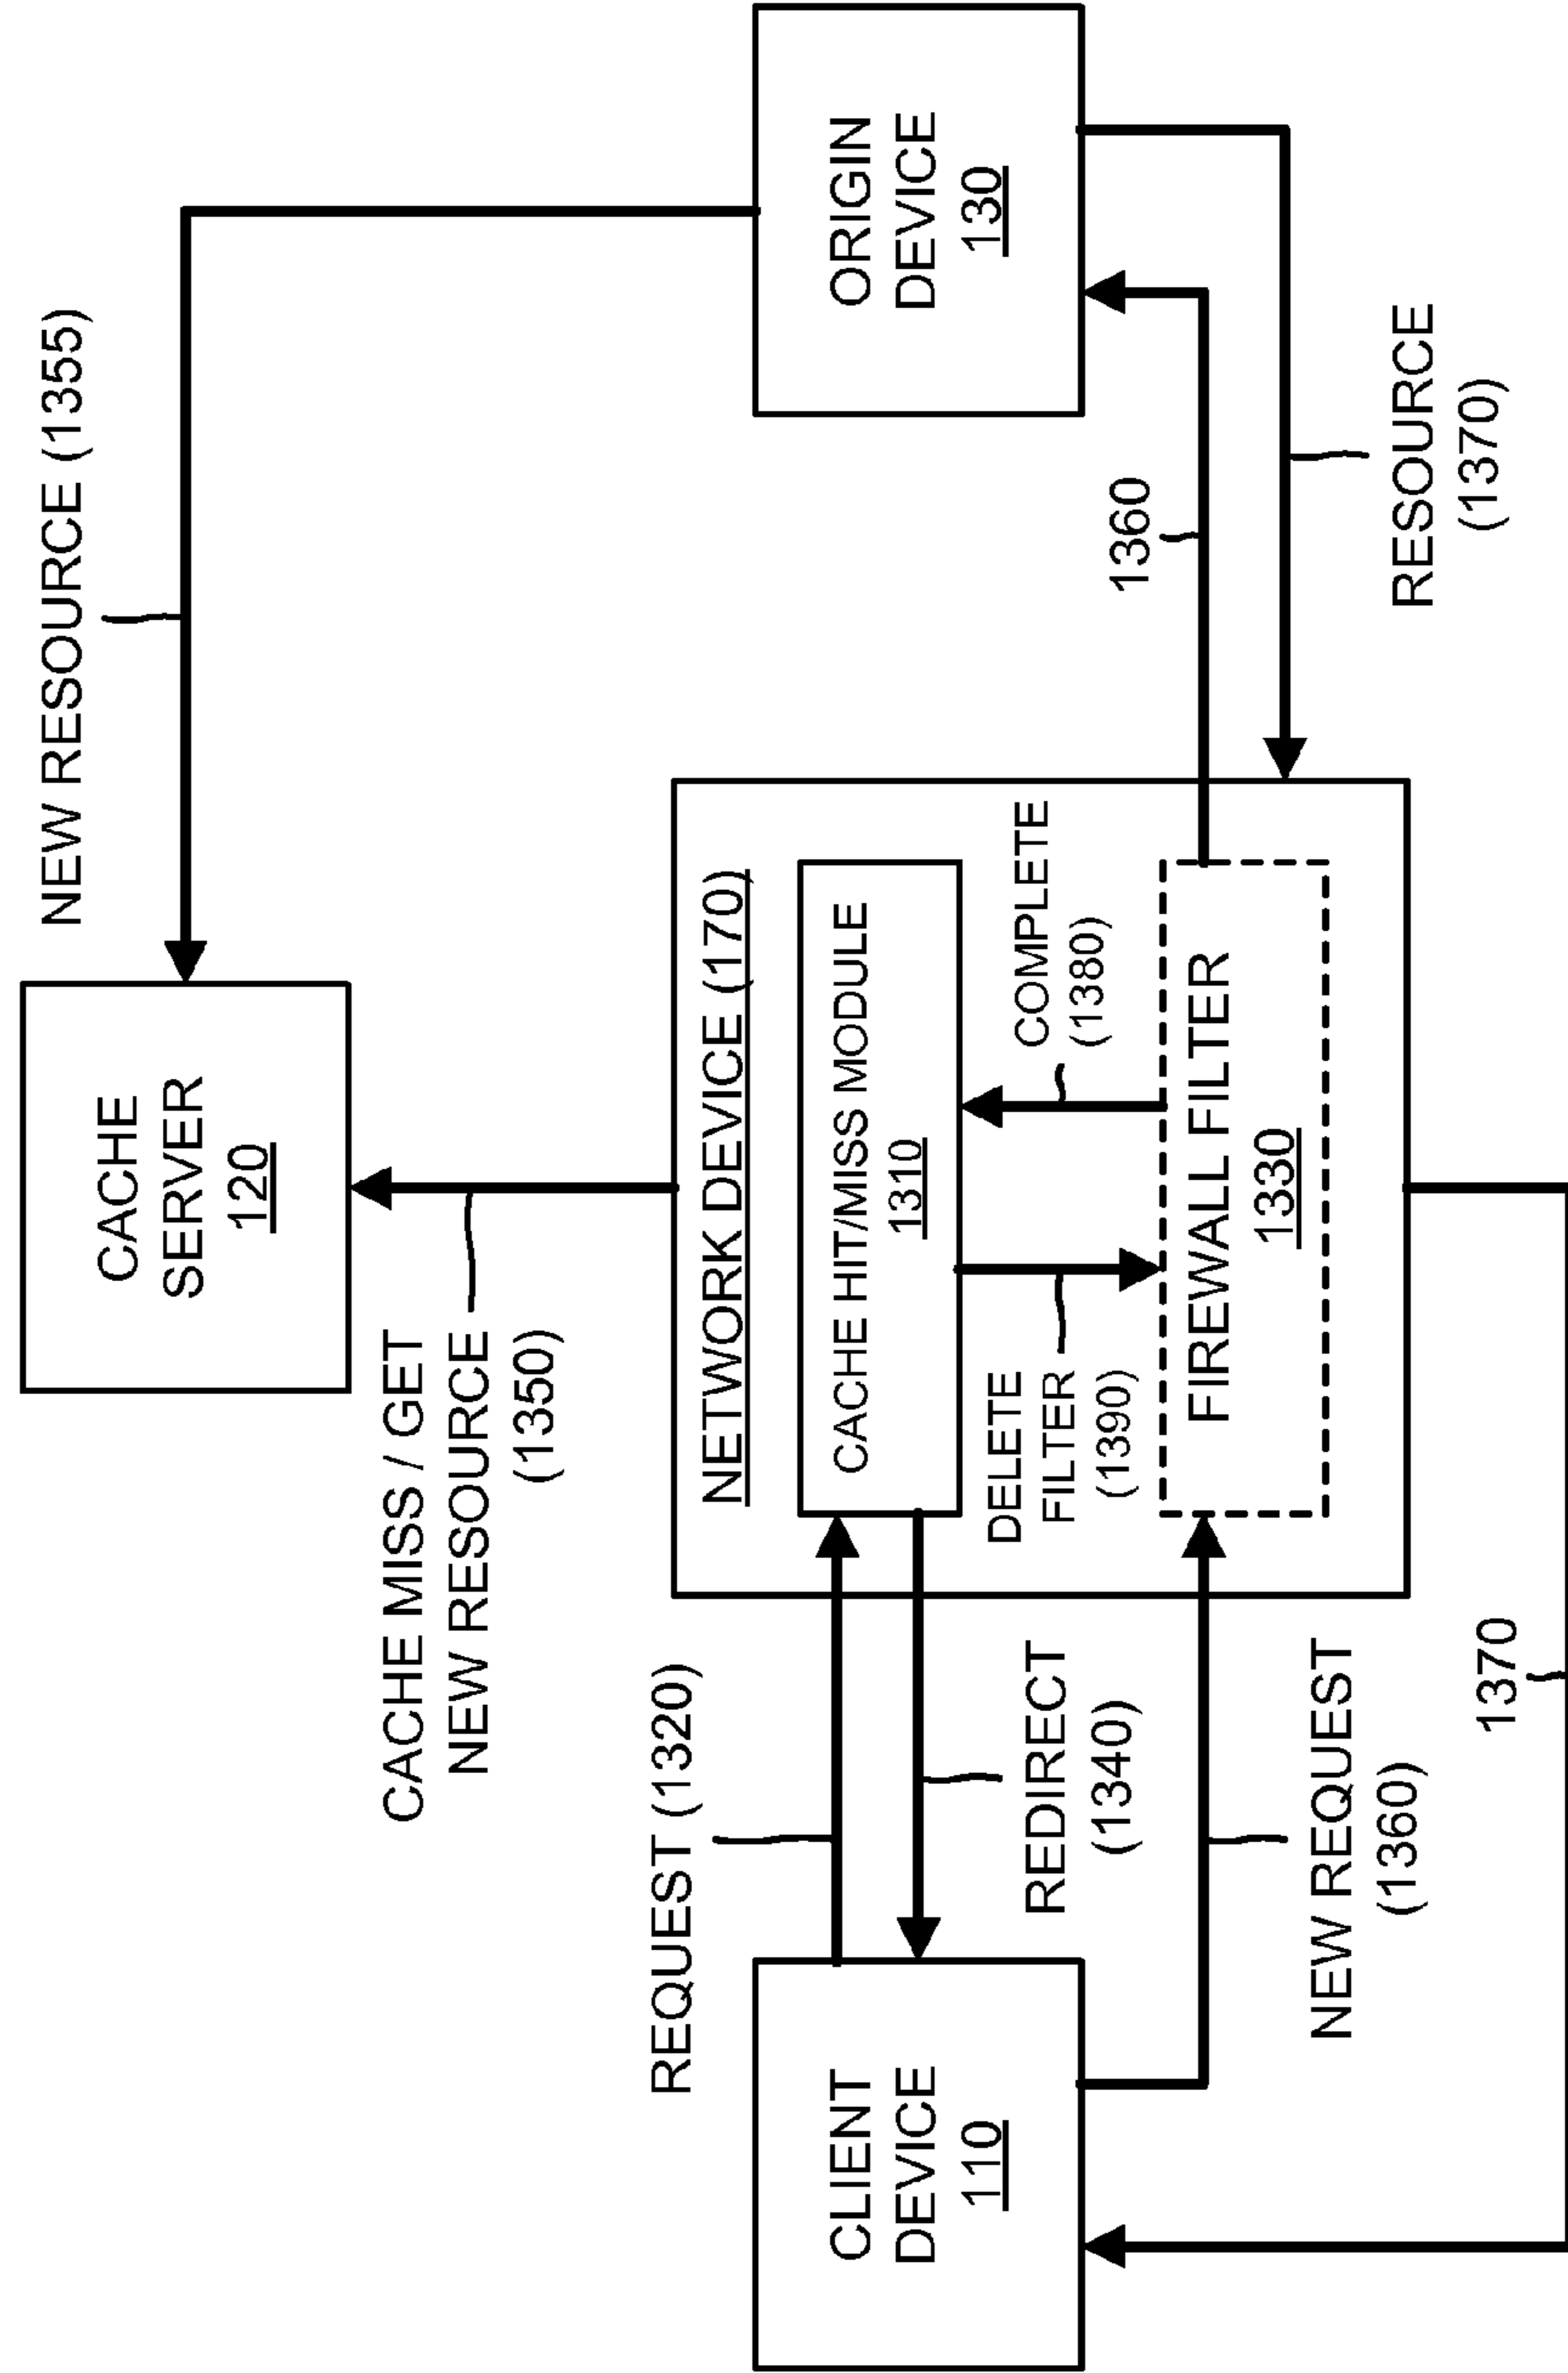 NEW RESOURCE (1355)
CACHE
SERVER
120
CACHE MISS / GET
NEW RESOURCE
(1350)
REQUEST (1320)
NETWORK DEVICE (170)
CACHE HIT/MISS MODULE
1310
CLIENT
DEVICE
110
ORIGIN
DEVICE
130
REDIRECT
(1340)
DELETE
FILTER
(1390)
COMPLETE
(1380)
1360
FIREWALL FILTER
1330
NEW REQUEST
(1360)
RESOURCE
(1370)
1370